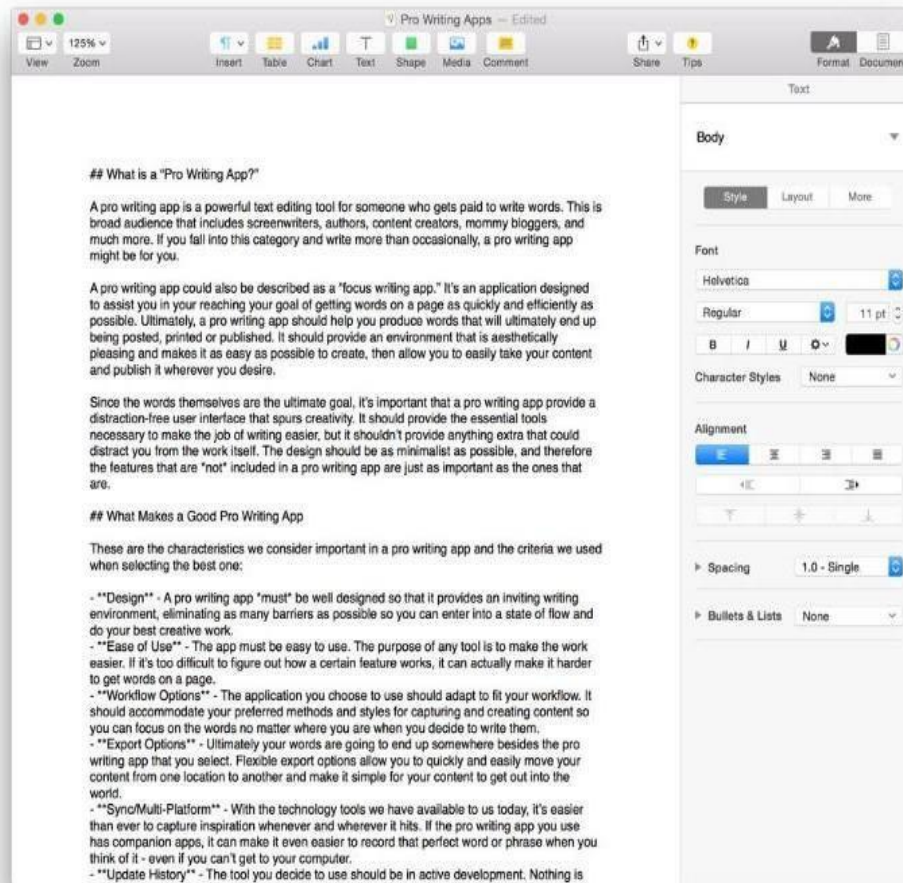 Pro Writing Apps — Edited
125%
View Zoom Insert Table Chart Text Shape Media Comment Share Tips Format Documen
Text
Body
Style Layout More
Font
Helvetica
Regular 11 pt
B I U
Character Styles None
Alignment
Spacing 1.0 - Single
Bullets & Lists None
## What is a "Pro Writing App?"
A pro writing app is a powerful text editing tool for someone who gets paid to write words. This is
broad audience that includes screenwriters, authors, content creators, mommy bloggers, and
much more. If you fall into this category and write more than occasionally, a pro writing app
might be for you.
A pro writing app could also be described as a "focus writing app." It's an application designed
to assist you in your reaching your goal of getting words on a page as quickly and efficiently as
possible. Ultimately, a pro writing app should help you produce words that will ultimately end up
being posted, printed or published. It should provide an environment that is aesthetically
pleasing and makes it as easy as possible to create, then allow you to easily take your content
and publish it wherever you desire.
Since the words themselves are the ultimate goal, it's important that a pro writing app provide a
distraction-free user interface that spurs creativity. It should provide the essential tools
necessary to make the job of writing easier, but it shouldn't provide anything extra that could
distract you from the work itself. The design should be as minimalist as possible, and therefore
the features that are *not* included in a pro writing app are just as important as the ones that
are.
## What Makes a Good Pro Writing App
These are the characteristics we consider important in a pro writing app and the criteria we used
when selecting the best one:
- **Design** - A pro writing app *must* be well designed so that it provides an inviting writing
environment, eliminating as many barriers as possible so you can enter into a state of flow and
do your best creative work.
- **Ease of Use** - The app must be easy to use. The purpose of any tool is to make the work
easier. If it's too difficult to figure out how a certain feature works, it can actually make it harder
to get words on a page.
- **Workflow Options** - The application you choose to use should adapt to fit your workflow. It
should accommodate your preferred methods and styles for capturing and creating content so
you can focus on the words no matter where you are when you decide to write them.
- **Export Options** - Ultimately your words are going to end up somewhere besides the pro
writing app that you select. Flexible export options allow you to quickly and easily move your
content from one location to another and make it simple for your content to get out into the
world.
- **Sync/Multi-Platform** - With the technology tools we have available to us today, it's easier
than ever to capture inspiration whenever and wherever it hits. If the pro writing app you use
has companion apps, it can make it even easier to record that perfect word or phrase when you
think of it - even if you can't get to your computer.
- **Update History** - The tool you decide to use should be in active development. Nothing is